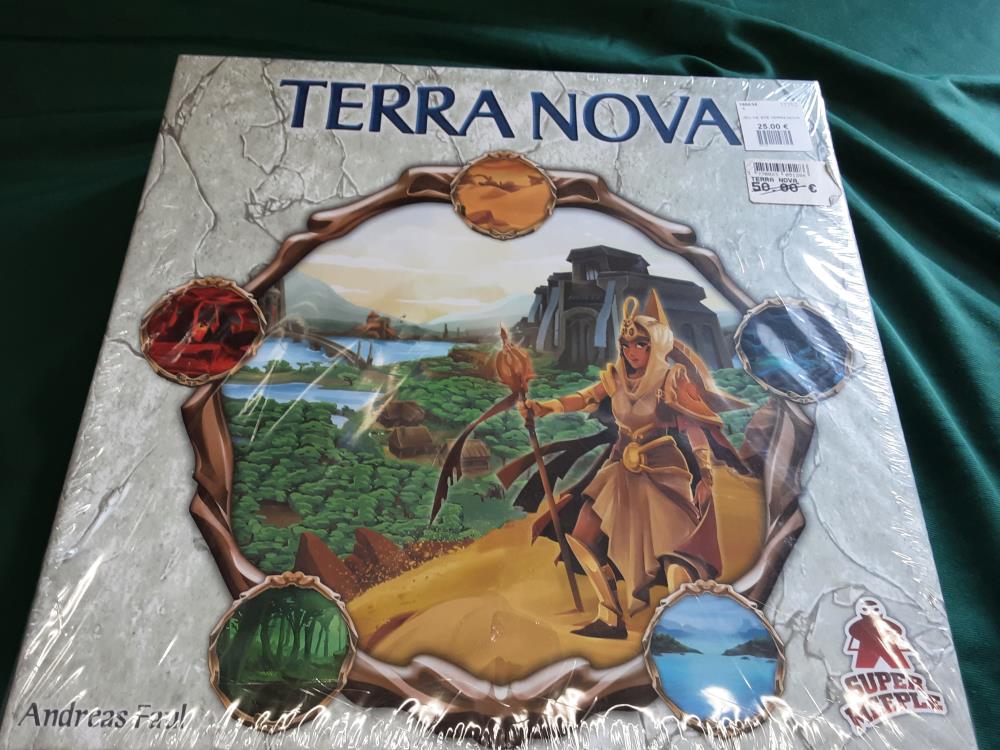 TERRA NOVA
25.00 €
TERRA NOVA
50.00 €
Andreas Faul
SUPER
MEEPLE